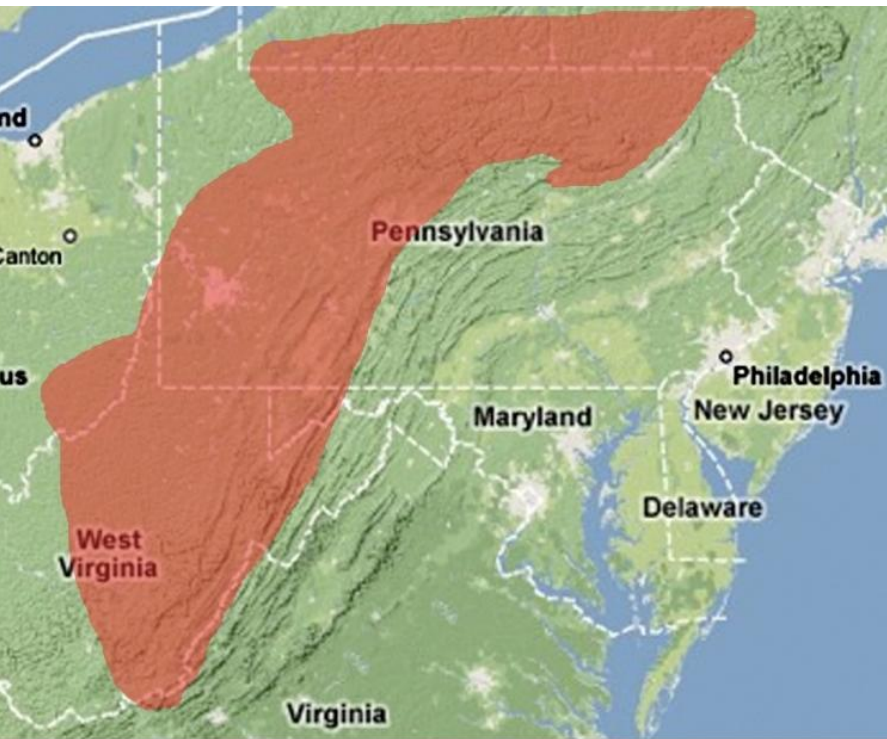 nd
Canton
Pennsylvania
us
Philadelphia
Maryland
New Jersey
Delaware
West
Virginia
Virginia